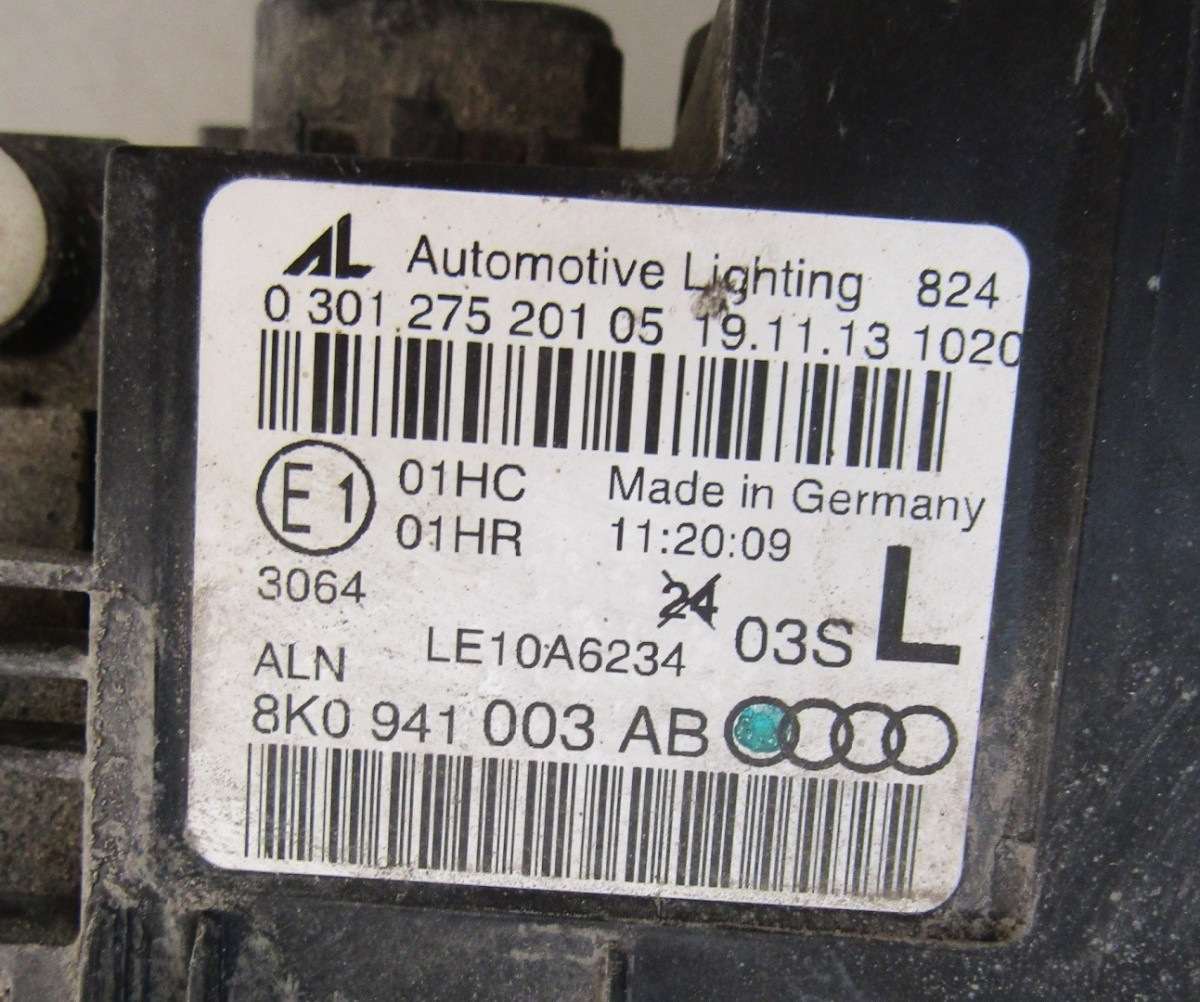 AL Automotive Lighting 824
0 301 275 201 05 19.11.13 1020
E1 01HC Made in Germany
01HR 11:20:09
3064 24 03S L
ALN LE10A6234
8K0 941 003 AB